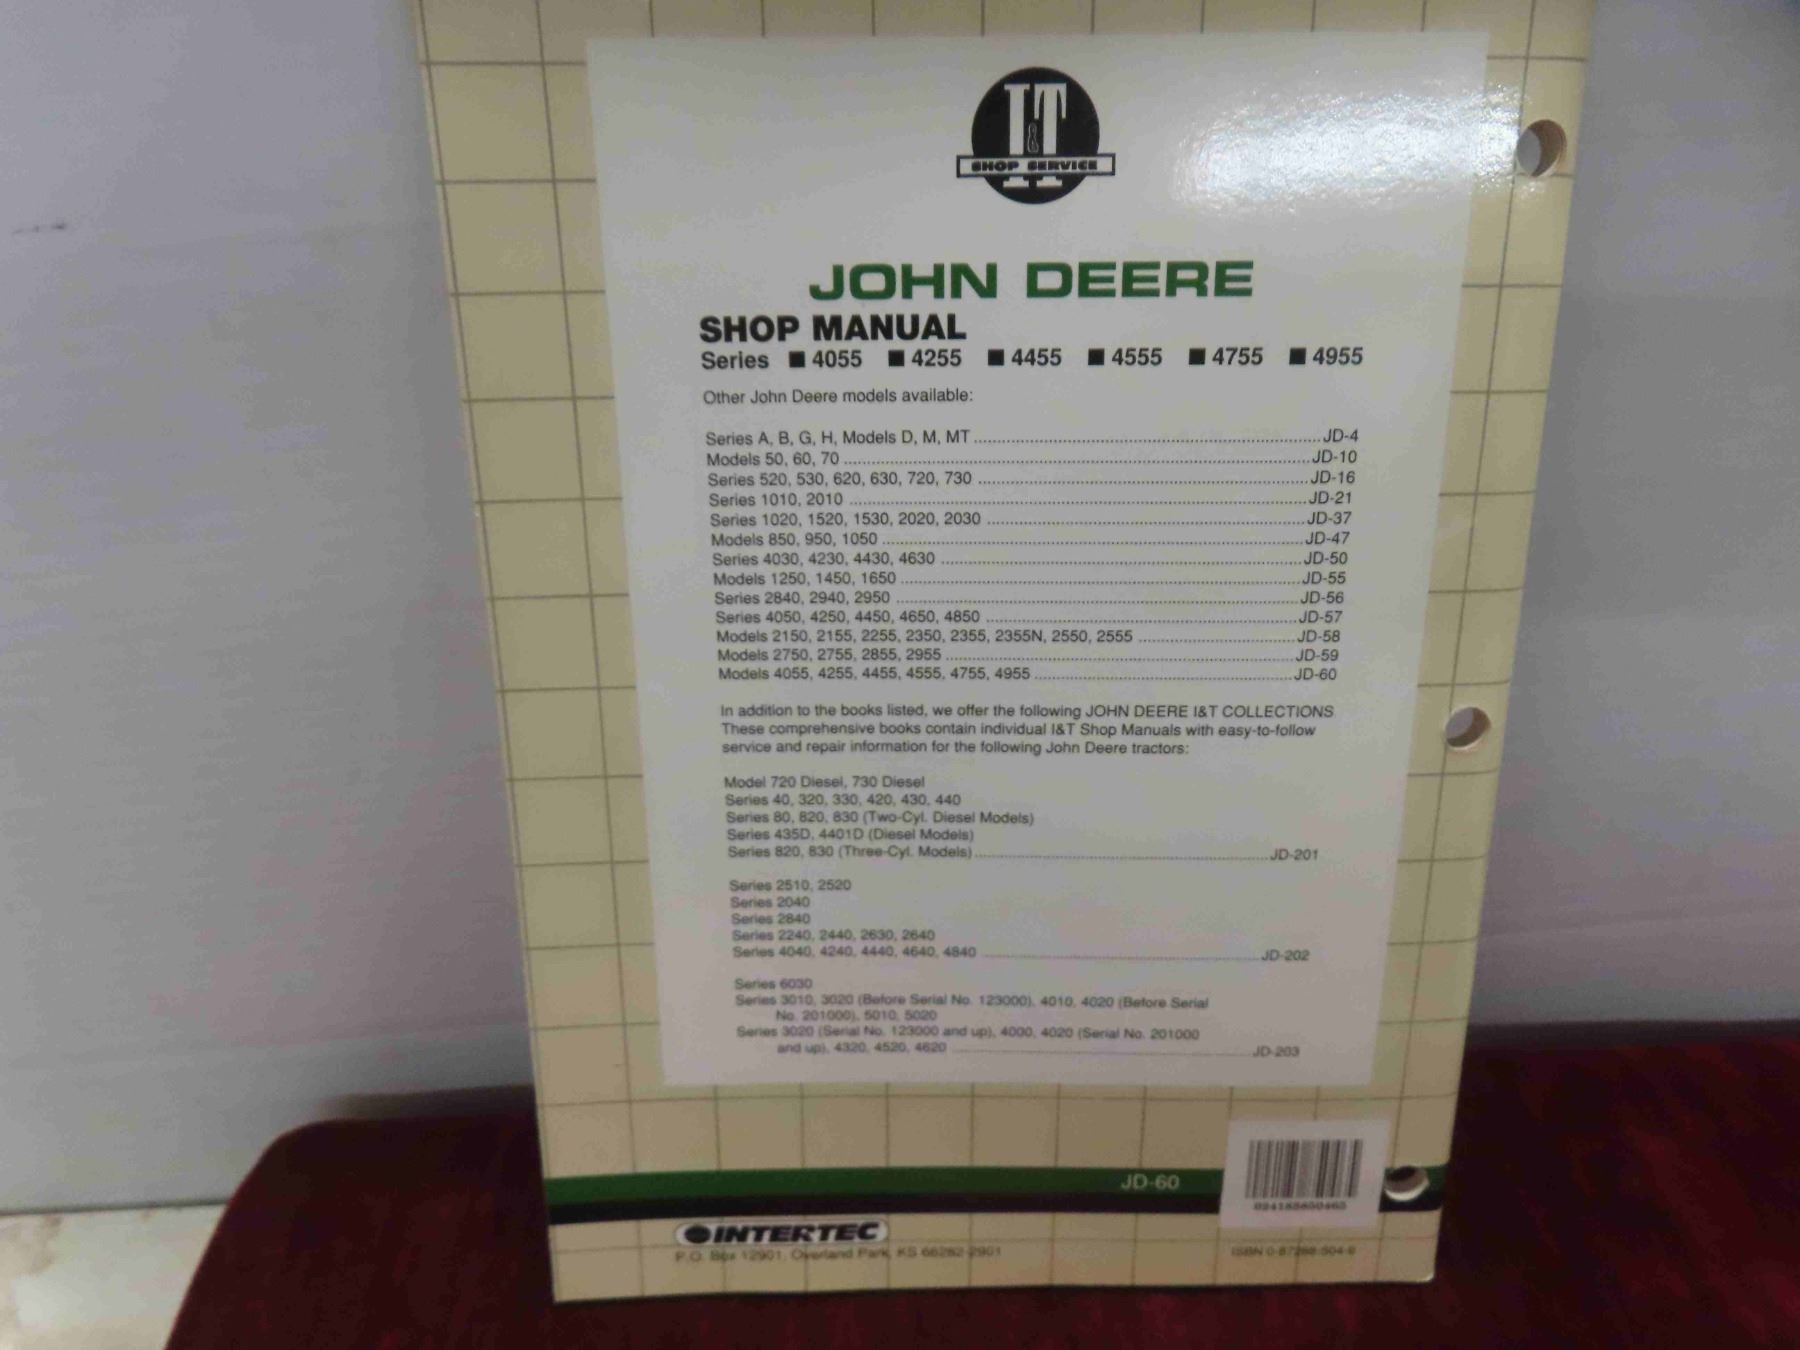 I&T
SHOP SERVICE
JOHN DEERE
SHOP MANUAL
Series ■ 4055 ■ 4255 ■ 4455 ■ 4555 ■ 4755 ■ 4955
Other John Deere models available:
Series A, B, G, H, Models D, M, MT ... JD-4
Models 50, 60, 70 ... JD-10
Series 520, 530, 620, 630, 720, 730 ... JD-16
Series 1010, 2010 ... JD-21
Series 1020, 1520, 1530, 2020, 2030 ... JD-37
Models 850, 950, 1050 ... JD-47
Series 4030, 4230, 4430, 4630 ... JD-50
Models 1250, 1450, 1650 ... JD-55
Series 2840, 2940, 2950 ... JD-56
Series 4050, 4250, 4450, 4650, 4850 ... JD-57
Models 2150, 2155, 2255, 2350, 2355, 2355N, 2550, 2555 ... JD-58
Models 2750, 2755, 2855, 2955 ... JD-59
Models 4055, 4255, 4455, 4555, 4755, 4955 ... JD-60
In addition to the books listed, we offer the following JOHN DEERE I&T COLLECTIONS
These comprehensive books contain individual I&T Shop Manuals with easy-to-follow
service and repair information for the following John Deere tractors:
Model 720 Diesel, 730 Diesel
Series 40, 320, 330, 420, 430, 440
Series 80, 820, 830 (Two-Cyl. Diesel Models)
Series 435D, 4401D (Diesel Models)
Series 820, 830 (Three-Cyl. Models) ... JD-201
Series 2510, 2520
Series 2040
Series 2840
Series 2240, 2440, 2630, 2640
Series 4040, 4240, 4440, 4640, 4840 ... JD-202
Series 6030
Series 3010, 3020 (Before Serial No. 123000), 4010, 4020 (Before Serial
No. 201000), 5010, 5020
Series 3020 (Serial No. 123000 and up), 4000, 4020 (Serial No. 201000
and up), 4320, 4520, 4620 ... JD-203
JD-60
INTERTEC
P.O. Box 12901, Overland Park, KS 66282-2901
ISBN